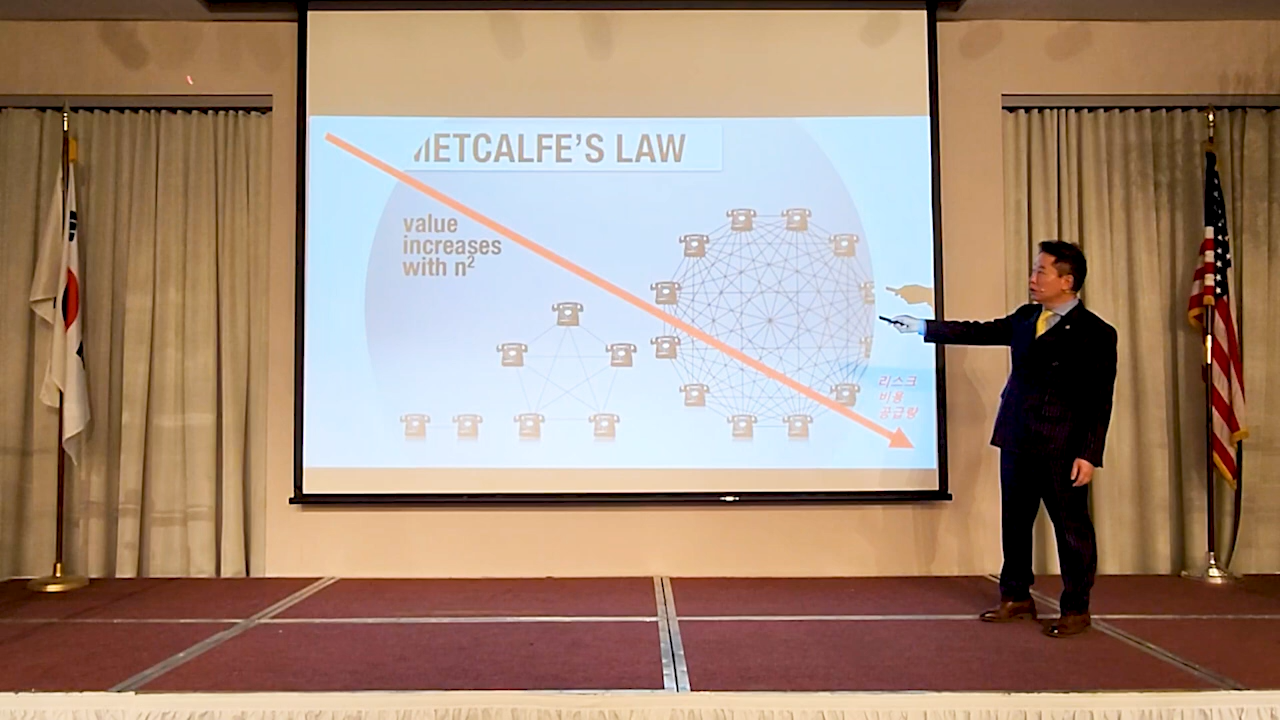 METCALFE'S LAW
value
increases
with n²
리스크
비용
공급량